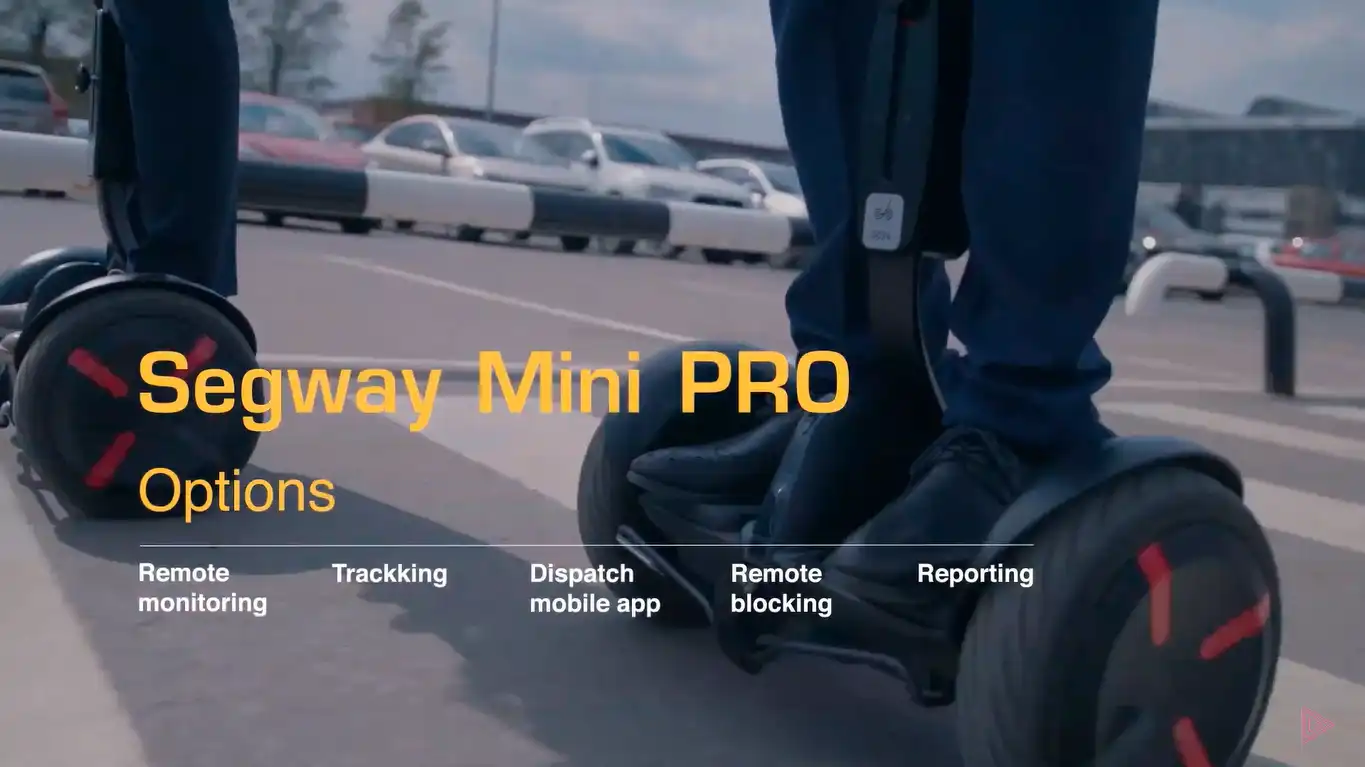 Segway Mini PRO
Options
Remote monitoring
Trackking
Dispatch mobile app
Remote blocking
Reporting